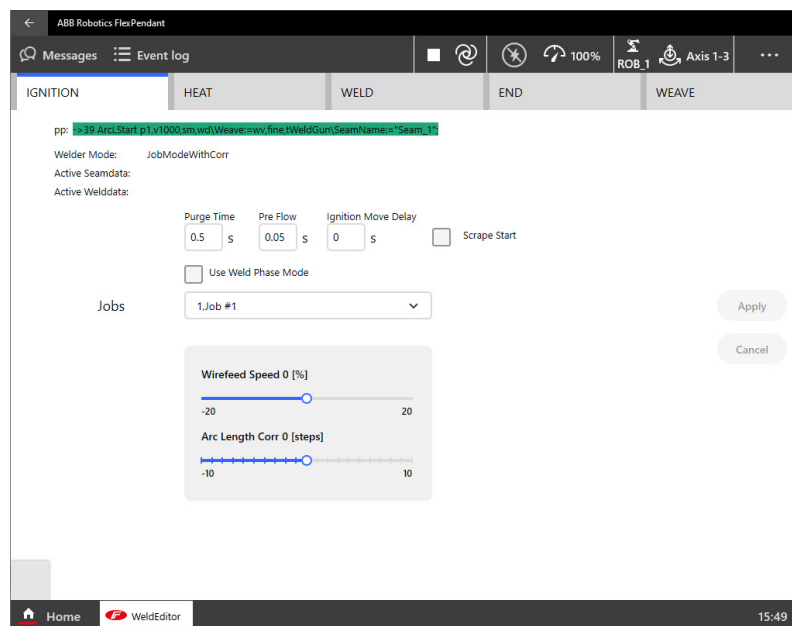 ABB Robotics FlexPendant
Messages Event log 100% ROB_1 Axis 1-3 ...
IGNITION HEAT WELD END WEAVE
pp: ->39 ArcLStart p1,v1000,sm,wd\Weave:=wv,fine,tWeldGun\SeamName:="Seam_1";
Welder Mode: JobModeWithCorr
Active Seamdata:
Active Welddata:
Purge Time Pre Flow Ignition Move Delay
0.5 s 0.05 s 0 s Scrape Start
Use Weld Phase Mode
Jobs 1,Job #1 Apply
Cancel
Wirefeed Speed 0 [%]
-20 20
Arc Length Corr 0 [steps]
-10 10
Home F WeldEditor 15:49